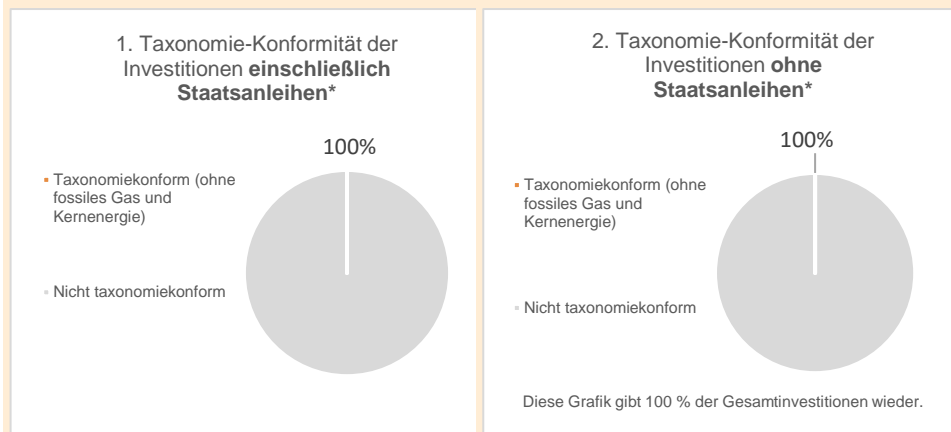 1. Taxonomie-Konformität der
Investitionen einschließlich
Staatsanleihen*
100%
Taxonomiekonform (ohne
fossiles Gas und
Kernenergie)
Nicht taxonomiekonform
2. Taxonomie-Konformität der
Investitionen ohne
Staatsanleihen*
100%
Taxonomiekonform (ohne
fossiles Gas und
Kernenergie)
Nicht taxonomiekonform
Diese Grafik gibt 100 % der Gesamtinvestitionen wieder.